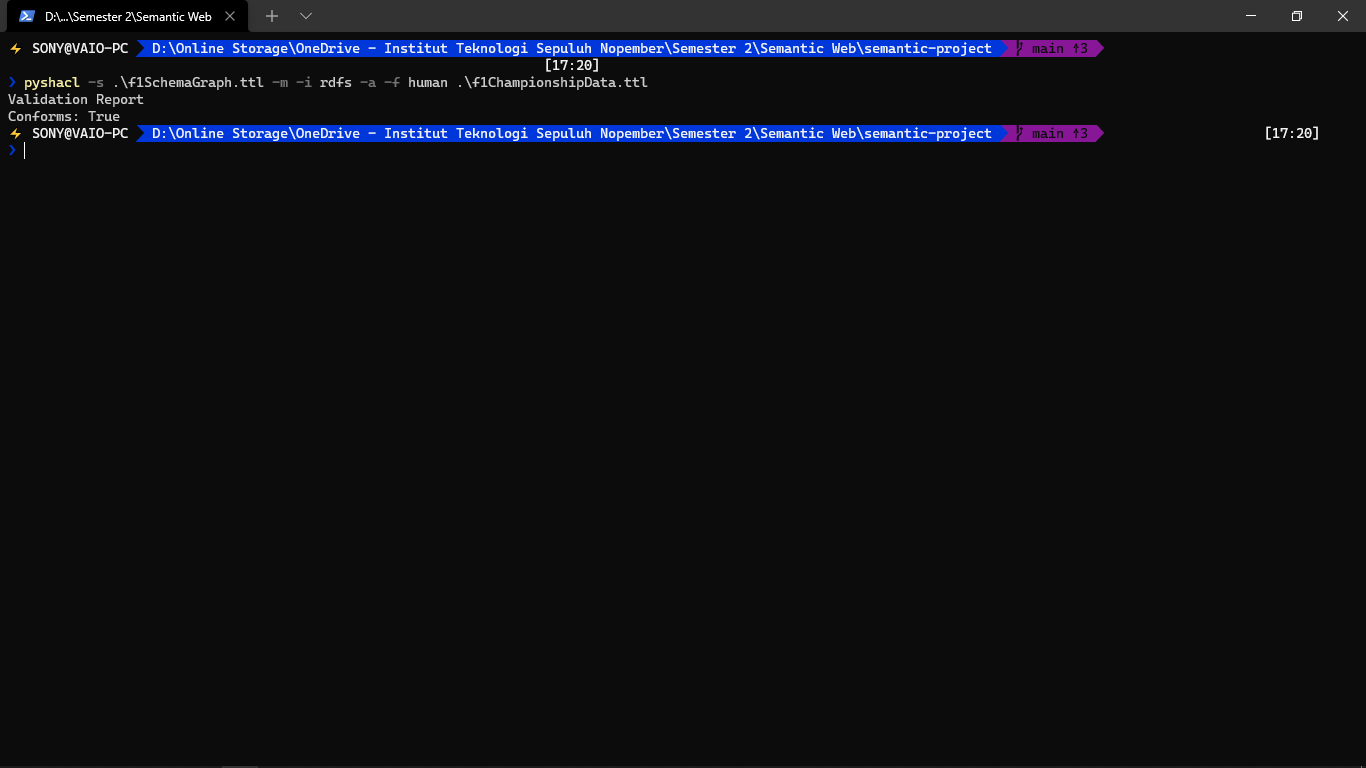 D:\...\Semester 2\Semantic Web
⚡ SONY@VAIO-PC D:\Online Storage\OneDrive - Institut Teknologi Sepuluh Nopember\Semester 2\Semantic Web\semantic-project main ↑3
[17:20]
❯ pyshacl -s .\f1SchemaGraph.ttl -m -i rdfs -a -f human .\f1ChampionshipData.ttl
Validation Report
Conforms: True
⚡ SONY@VAIO-PC D:\Online Storage\OneDrive - Institut Teknologi Sepuluh Nopember\Semester 2\Semantic Web\semantic-project main ↑3 [17:20]
❯